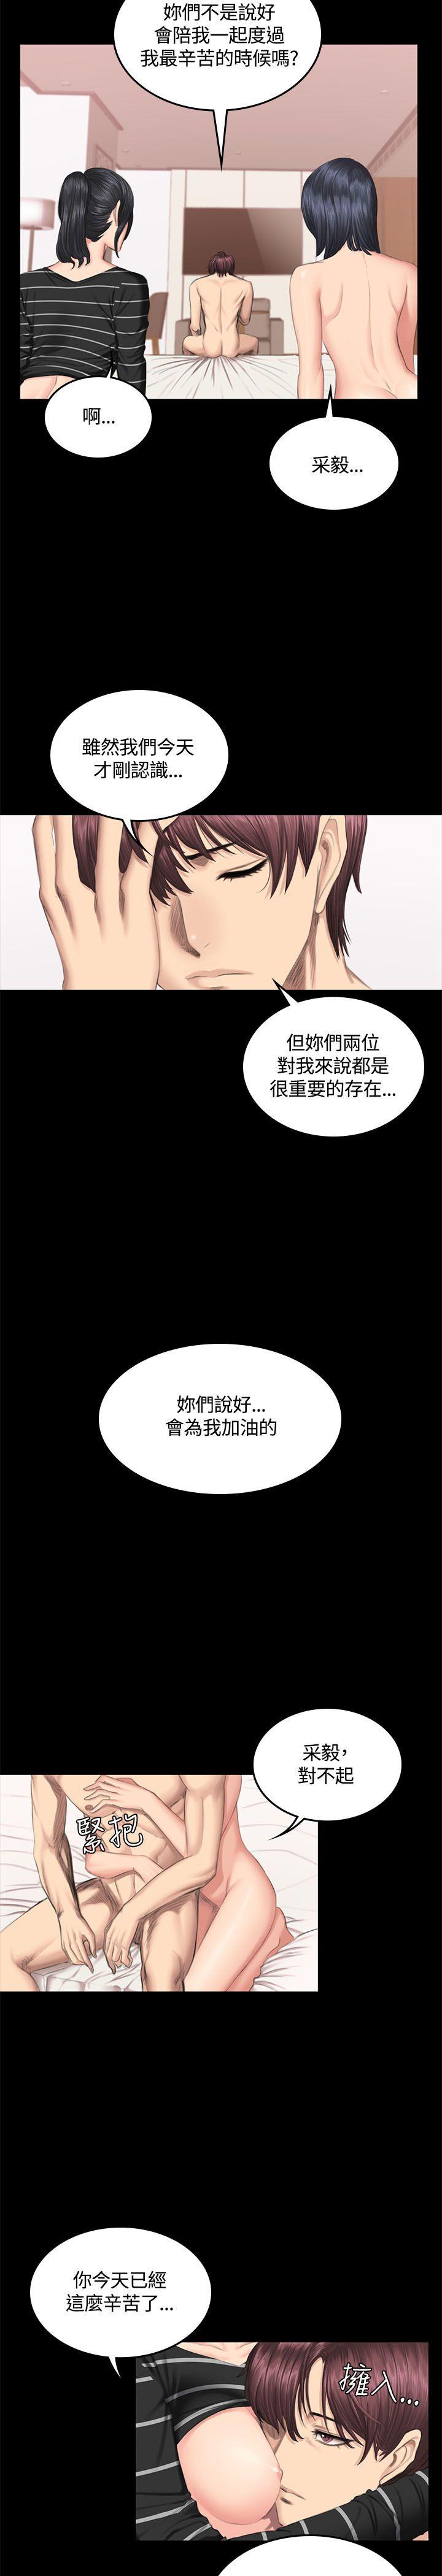 妳們不是說好
會陪我一起度過
我最辛苦的時候嗎?
啊...
采毅...
雖然我們今天
才剛認識...
但妳們兩位
對我來說都是
很重要的存在...
妳們說好...
會為我加油的
采毅,
對不起
緊抱
你今天已經
這麼辛苦了...
擁入...